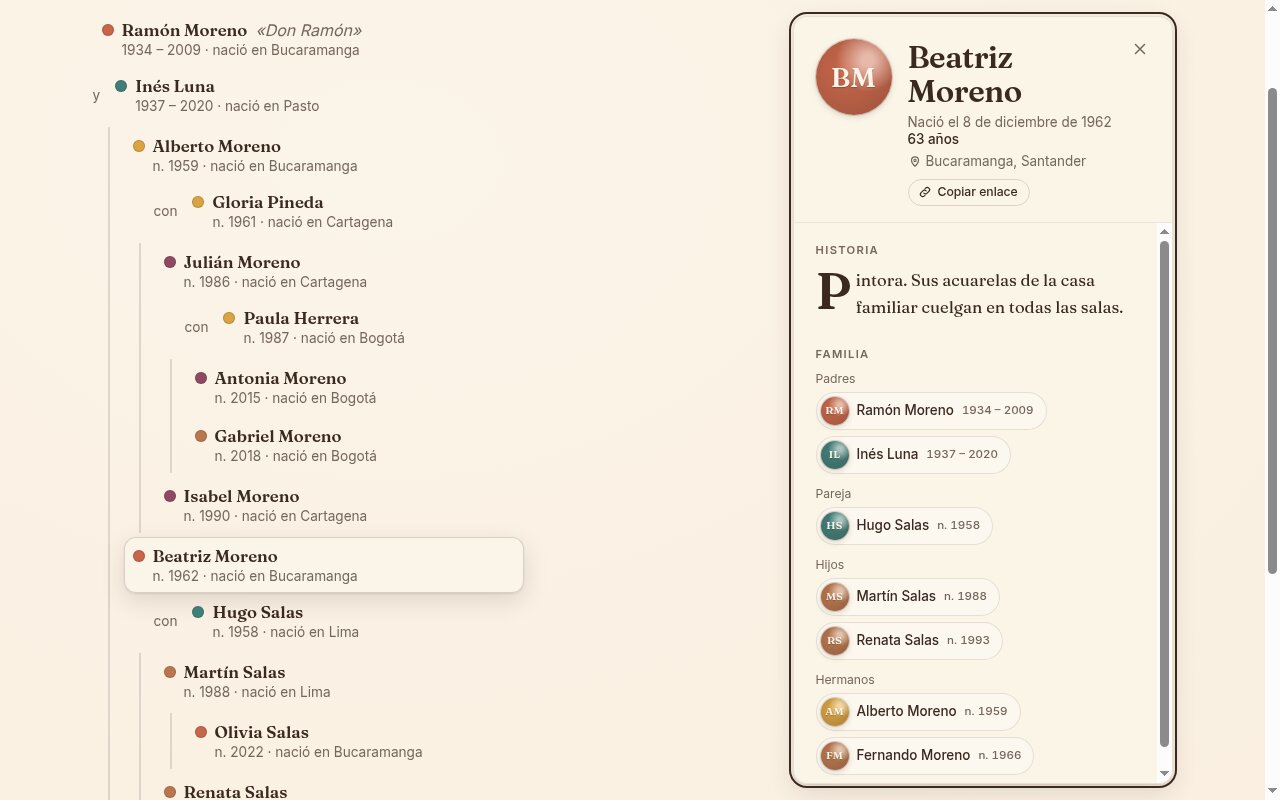 Ramón Moreno «Don Ramón»
1934 – 2009 · nació en Bucaramanga
y
Inés Luna
1937 – 2020 · nació en Pasto
Alberto Moreno
n. 1959 · nació en Bucaramanga
con
Gloria Pineda
n. 1961 · nació en Cartagena
Julián Moreno
n. 1986 · nació en Cartagena
con
Paula Herrera
n. 1987 · nació en Bogotá
Antonia Moreno
n. 2015 · nació en Bogotá
Gabriel Moreno
n. 2018 · nació en Bogotá
Isabel Moreno
n. 1990 · nació en Cartagena
Beatriz Moreno
n. 1962 · nació en Bucaramanga
con
Hugo Salas
n. 1958 · nació en Lima
Martín Salas
n. 1988 · nació en Lima
Olivia Salas
n. 2022 · nació en Bucaramanga
Renata Salas
BM
Beatriz
Moreno
Nació el 8 de diciembre de 1962
63 años
Bucaramanga, Santander
Copiar enlace
HISTORIA
Pintora. Sus acuarelas de la casa
familiar cuelgan en todas las salas.
FAMILIA
Padres
RM Ramón Moreno 1934 – 2009
IL Inés Luna 1937 – 2020
Pareja
HS Hugo Salas n. 1958
Hijos
MS Martín Salas n. 1988
RS Renata Salas n. 1993
Hermanos
AM Alberto Moreno n. 1959
FM Fernando Moreno n. 1966